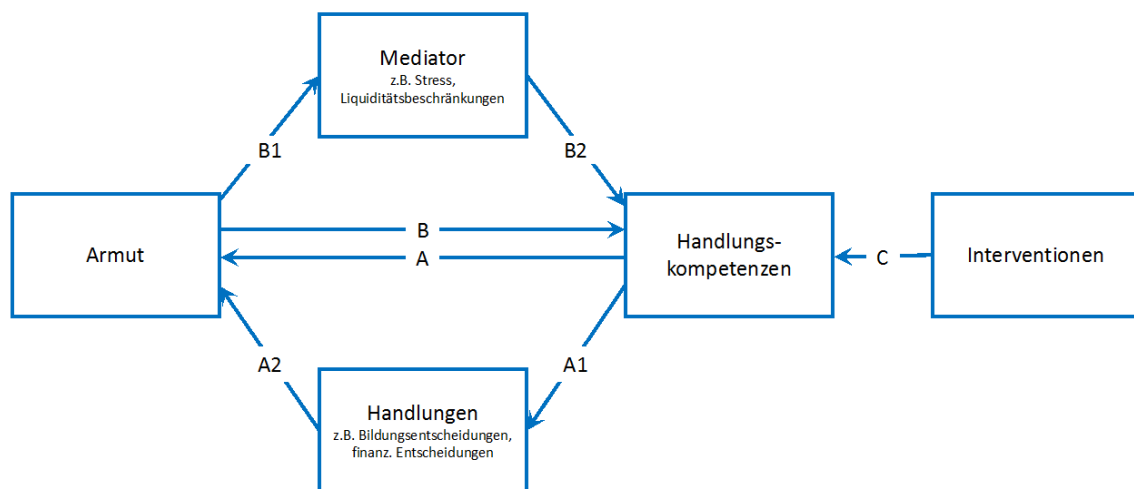 Mediator
z.B. Stress,
Liquiditätsbeschränkungen
B1
B2
Armut
B
A
Handlungs-
kompetenzen
C
Interventionen
A2
A1
Handlungen
z.B. Bildungsentscheidungen,
finanz. Entscheidungen